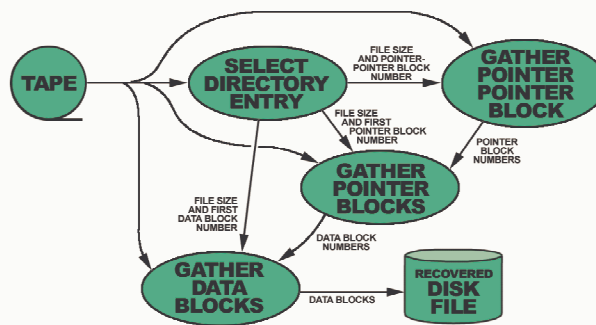 TAPE
SELECT
DIRECTORY
ENTRY
FILE SIZE
AND POINTER-
POINTER BLOCK
NUMBER
GATHER
POINTER
POINTER
BLOCK
FILE SIZE
AND FIRST
POINTER BLOCK
NUMBER
POINTER
BLOCK
NUMBERS
GATHER
POINTER
BLOCKS
FILE SIZE
AND FIRST
DATA BLOCK
NUMBER
DATA BLOCK
NUMBERS
GATHER
DATA
BLOCKS
DATA BLOCKS
RECOVERED
DISK
FILE